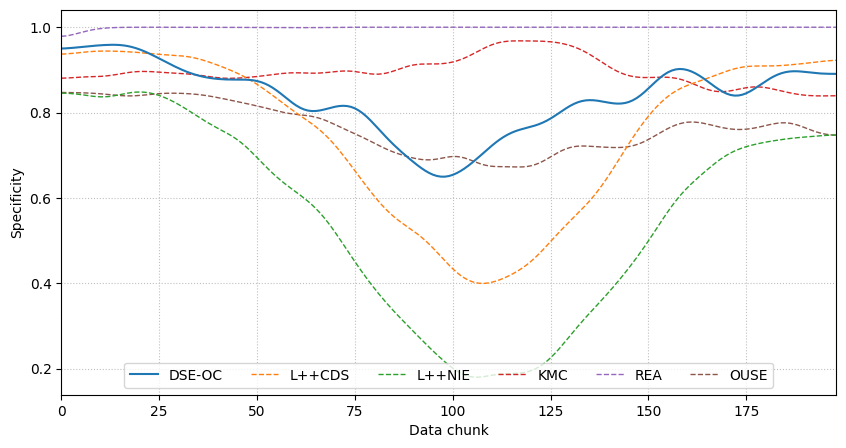 1.0
0.8
0.6
0.4
0.2
Specificity
DSE-OC L++CDS L++NIE KMC REA OUSE
0 25 50 75 100 125 150 175
Data chunk